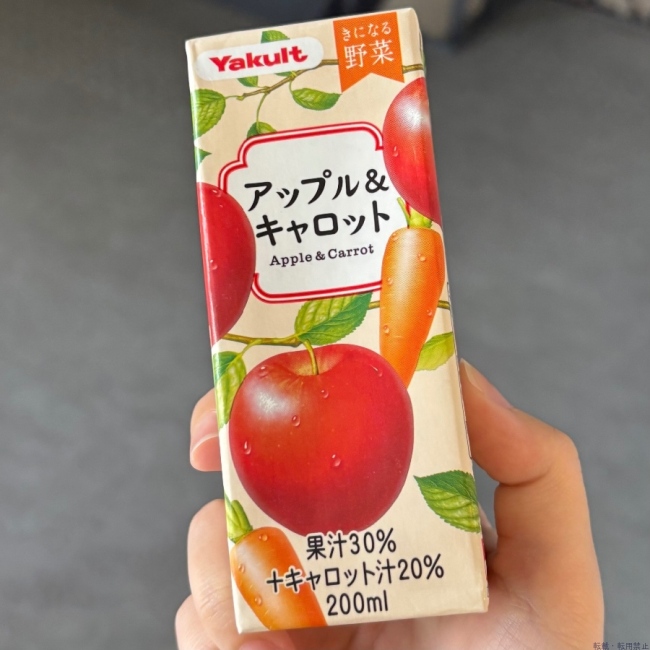 Yakult
きになる
野菜
アップル&
キャロット
Apple & Carrot
果汁30%
+キャロット汁20%
200ml
転載・転用禁止